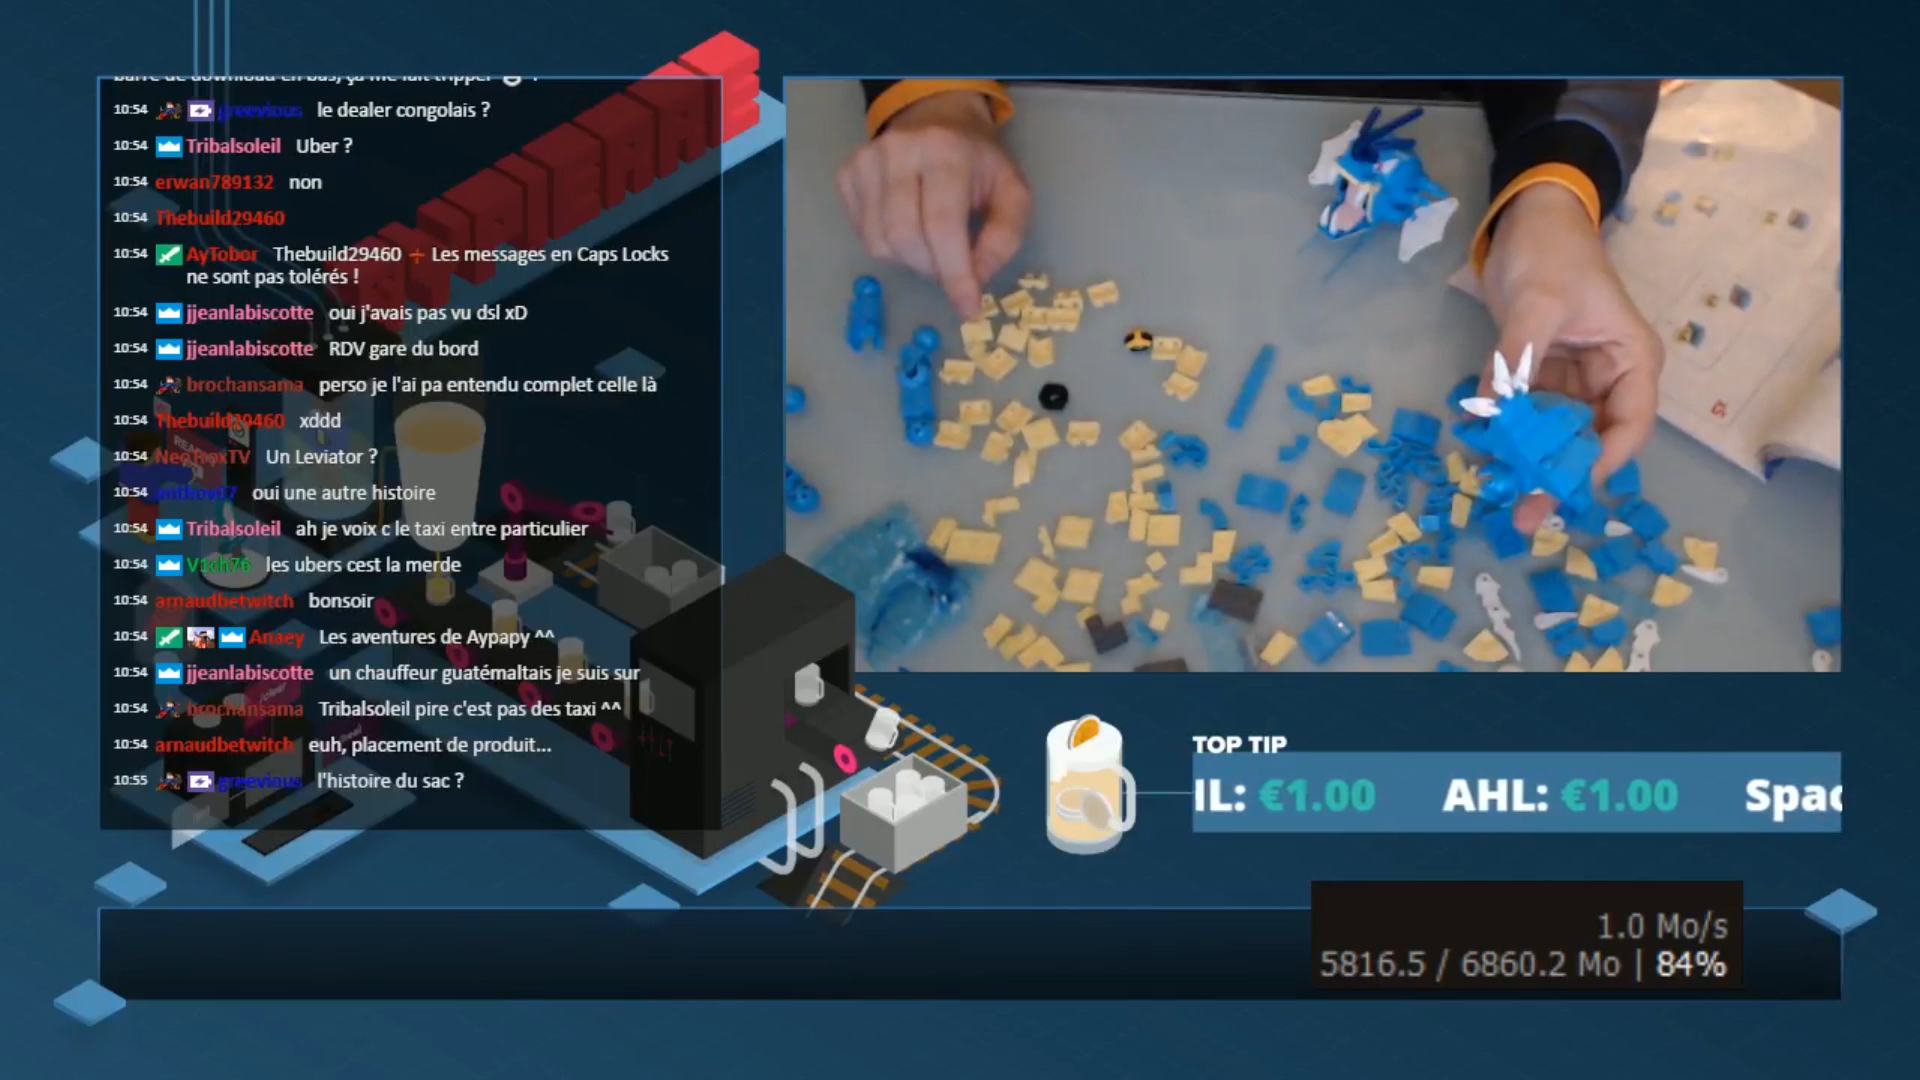 10:54 greevious le dealer congolais ?
10:54 Tribalsoleil Uber ?
10:54 erwan789132 non
10:54 Thebuild29460
10:54 AyTobor Thebuild29460 ÷ Les messages en Caps Locks
ne sont pas tolérés !
10:54 jjeanlabiscotte oui j'avais pas vu dsl xD
10:54 jjeanlabiscotte RDV gare du bord
10:54 brochansama perso je l'ai pa entendu complet celle là
10:54 Thebuild29460 xddd
10:54 Un Leviator ?
10:54 oui une autre histoire
10:54 Tribalsoleil ah je voix c le taxi entre particulier
10:54 les ubers cest la merde
10:54 arnaudbetwitch bonsoir
10:54 Anaey Les aventures de Aypapy ^^
10:54 jjeanlabiscotte un chauffeur guatémaltais je suis sur
10:54 brochansama Tribalsoleil pire c'est pas des taxi ^^
10:54 arnaudbetwitch euh, placement de produit...
10:55 greevious l'histoire du sac ?
TOP TIP
IL: €1.00 AHL: €1.00 Spac
1.0 Mo/s
5816.5 / 6860.2 Mo | 84%